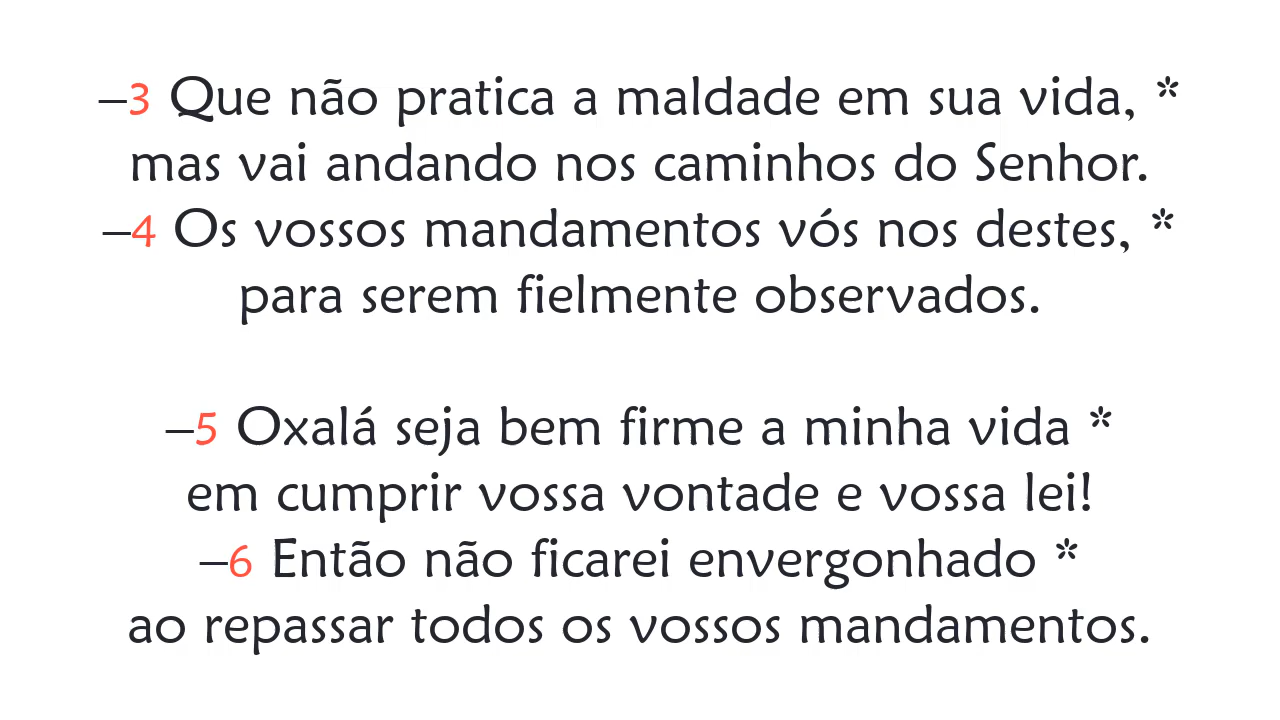 –3 Que não pratica a maldade em sua vida, *
mas vai andando nos caminhos do Senhor.
–4 Os vossos mandamentos vós nos destes, *
para serem fielmente observados.
–5 Oxalá seja bem firme a minha vida *
em cumprir vossa vontade e vossa lei!
–6 Então não ficarei envergonhado *
ao repassar todos os vossos mandamentos.